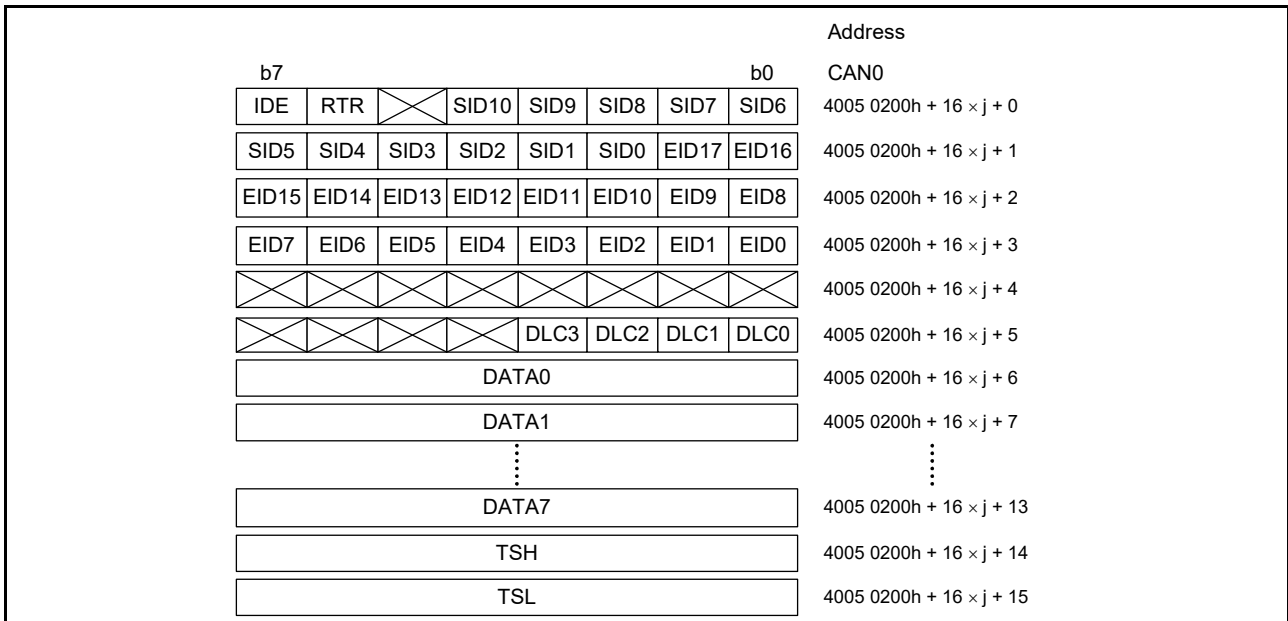 Address
b7 b0 CAN0
IDE RTR SID10 SID9 SID8 SID7 SID6 4005 0200h + 16 × j + 0
SID5 SID4 SID3 SID2 SID1 SID0 EID17 EID16 4005 0200h + 16 × j + 1
EID15 EID14 EID13 EID12 EID11 EID10 EID9 EID8 4005 0200h + 16 × j + 2
EID7 EID6 EID5 EID4 EID3 EID2 EID1 EID0 4005 0200h + 16 × j + 3
4005 0200h + 16 × j + 4
DLC3 DLC2 DLC1 DLC0 4005 0200h + 16 × j + 5
DATA0 4005 0200h + 16 × j + 6
DATA1 4005 0200h + 16 × j + 7
DATA7 4005 0200h + 16 × j + 13
TSH 4005 0200h + 16 × j + 14
TSL 4005 0200h + 16 × j + 15